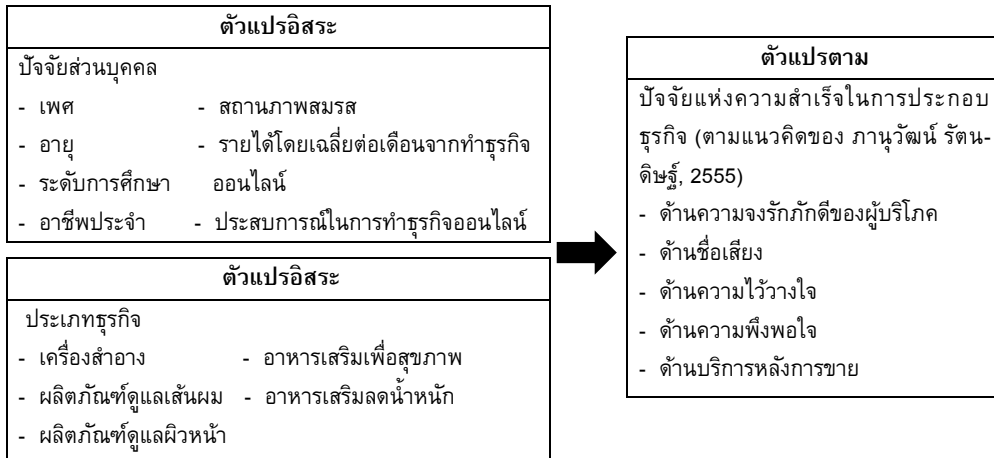 ตัวแปรอิสระ
ปัจจัยส่วนบุคคล
- เพศ - สถานภาพสมรส
- อายุ - รายได้โดยเฉลี่ยต่อเดือนจากทำธุรกิจ
- ระดับการศึกษา ออนไลน์
- อาชีพประจำ - ประสบการณ์ในการทำธุรกิจออนไลน์
ตัวแปรอิสระ
ประเภทธุรกิจ
- เครื่องสำอาง - อาหารเสริมเพื่อสุขภาพ
- ผลิตภัณฑ์ดูแลเส้นผม - อาหารเสริมลดน้ำหนัก
- ผลิตภัณฑ์ดูแลผิวหน้า
ตัวแปรตาม
ปัจจัยแห่งความสำเร็จในการประกอบ
ธุรกิจ (ตามแนวคิดของ ภานุวัฒน์ รัตน-
ดิษฐ์, 2555)
- ด้านความจงรักภักดีของผู้บริโภค
- ด้านชื่อเสียง
- ด้านความไว้วางใจ
- ด้านความพึงพอใจ
- ด้านบริการหลังการขาย